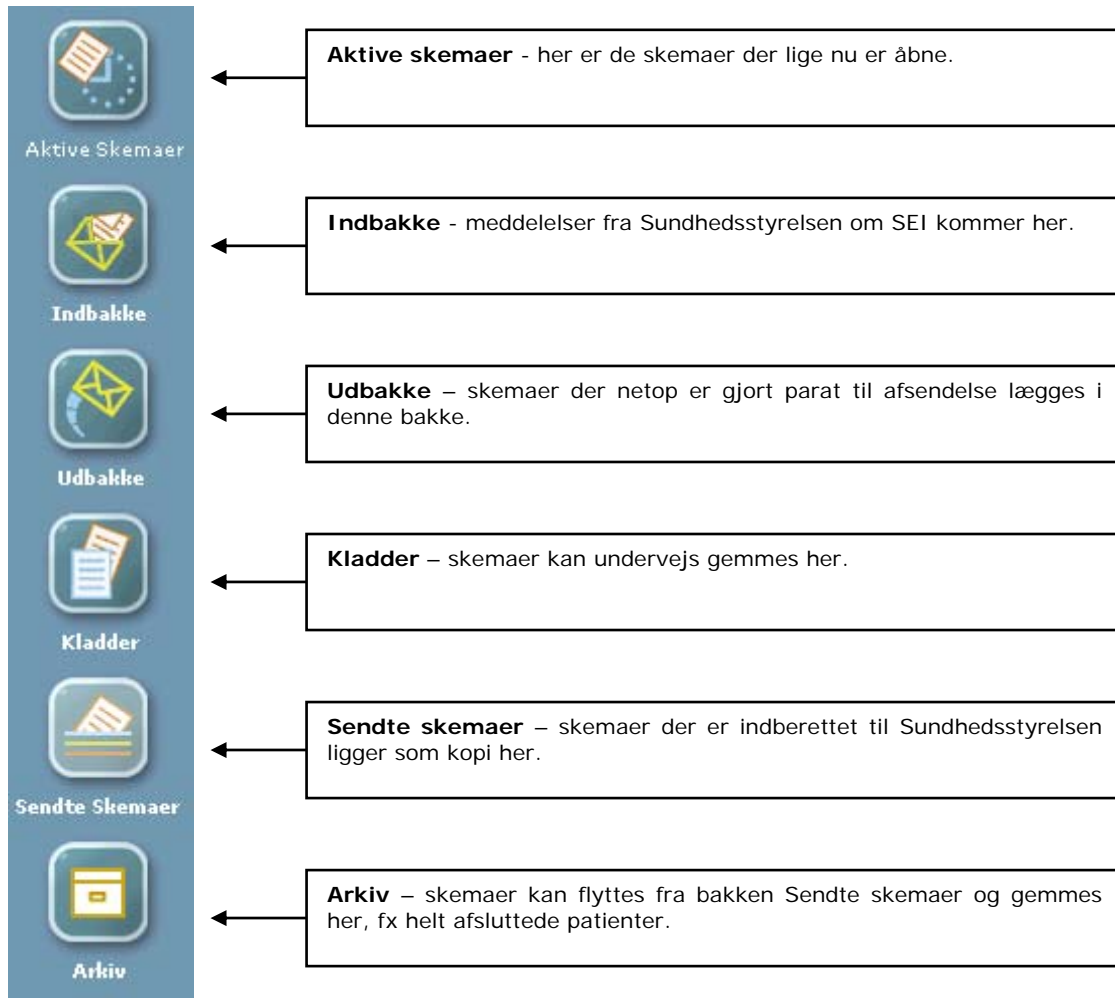 Aktive skemaer - her er de skemaer der lige nu er åbne.
Aktive Skemaer
Indbakke - meddelelser fra Sundhedsstyrelsen om SEI kommer her.
Indbakke
Udbakke – skemaer der netop er gjort parat til afsendelse lægges i
denne bakke.
Udbakke
Kladder – skemaer kan undervejs gemmes her.
Kladder
Sendte skemaer – skemaer der er indberettet til Sundhedsstyrelsen
ligger som kopi her.
Sendte Skemaer
Arkiv – skemaer kan flyttes fra bakken Sendte skemaer og gemmes
her, fx helt afsluttede patienter.
Arkiv